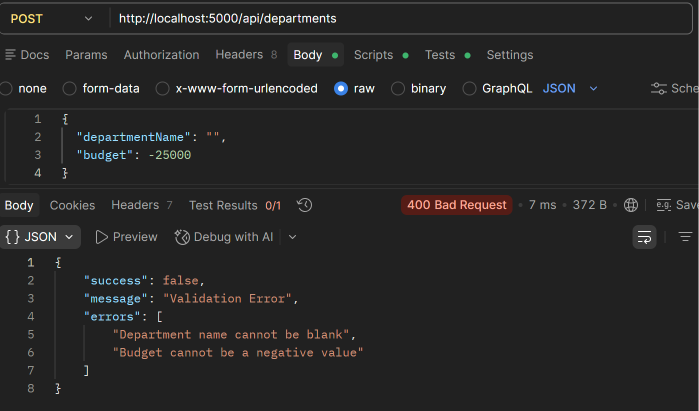 POST http://localhost:5000/api/departments
Docs Params Authorization Headers 8 Body Scripts Tests Settings
none form-data x-www-form-urlencoded raw binary GraphQL JSON Sche
1 {
2 "departmentName": "",
3 "budget": -25000
4 }
Body Cookies Headers 7 Test Results 0/1 400 Bad Request • 7 ms • 372 B e.g. Save
{} JSON Preview Debug with AI
1 {
2 "success": false,
3 "message": "Validation Error",
4 "errors": [
5 "Department name cannot be blank",
6 "Budget cannot be a negative value"
7 ]
8 }